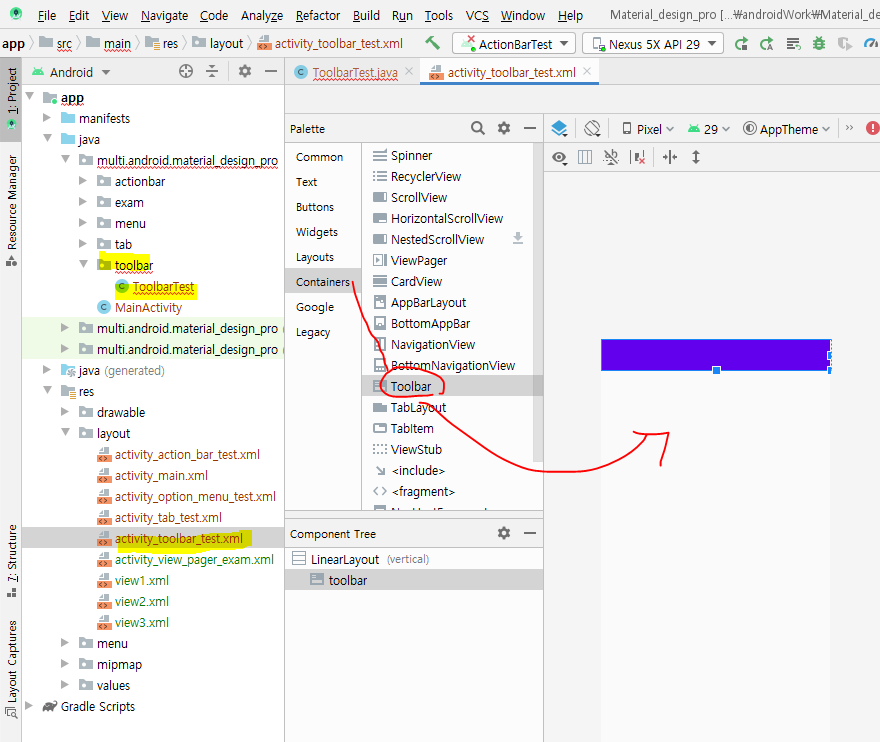 File Edit View Navigate Code Analyze Refactor Build Run Tools VCS Window Help Material_design_pro [...₩androidWork₩Material_de
app src main res layout activity_toolbar_test.xml ActionBarTest Nexus 5X API 29
1: Project
Resource Manager
7: Structure
Layout Captures
Android
app
manifests
java
multi.android.material_design_pro
actionbar
exam
menu
tab
toolbar
ToolbarTest
MainActivity
multi.android.material_design_pro (
multi.android.material_design_pro (
java (generated)
res
drawable
layout
activity_action_bar_test.xml
activity_main.xml
activity_option_menu_test.xml
activity_tab_test.xml
activity_toolbar_test.xml
activity_view_pager_exam.xml
view1.xml
view2.xml
view3.xml
menu
mipmap
values
Gradle Scripts
ToolbarTest.java activity_toolbar_test.xml
Palette
Common
Text
Buttons
Widgets
Layouts
Containers
Google
Legacy
Spinner
RecyclerView
ScrollView
HorizontalScrollView
NestedScrollView
ViewPager
CardView
AppBarLayout
BottomAppBar
NavigationView
BottomNavigationView
Toolbar
TabLayout
TabItem
ViewStub
<include>
<fragment>
Component Tree
LinearLayout (vertical)
toolbar
Pixel 29 AppTheme »